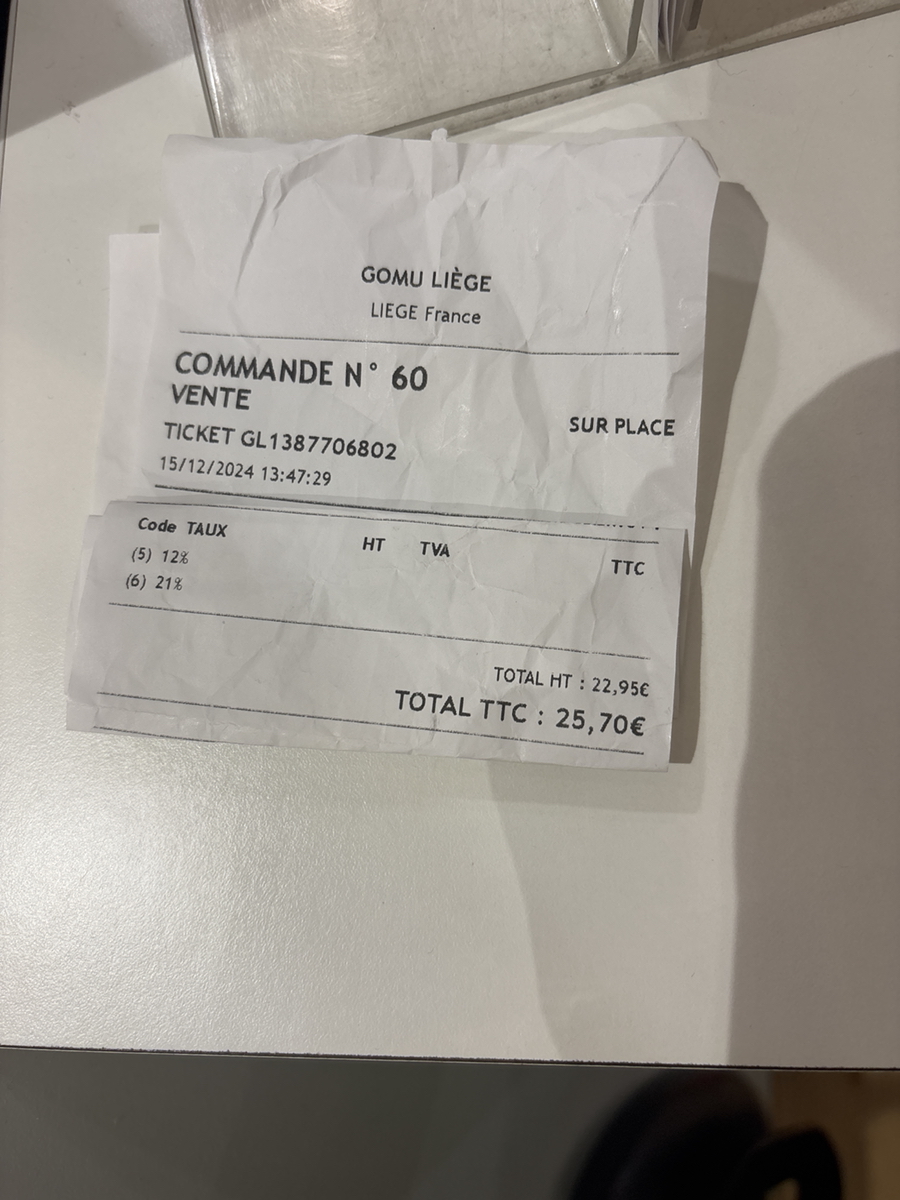 GOMU LIÈGE
LIEGE France
COMMANDE N° 60
VENTE
SUR PLACE
TICKET GL1387706802
15/12/2024 13:47:29
Code TAUX HT TVA TTC
(5) 12%
(6) 21%
TOTAL HT : 22,95€
TOTAL TTC : 25,70€